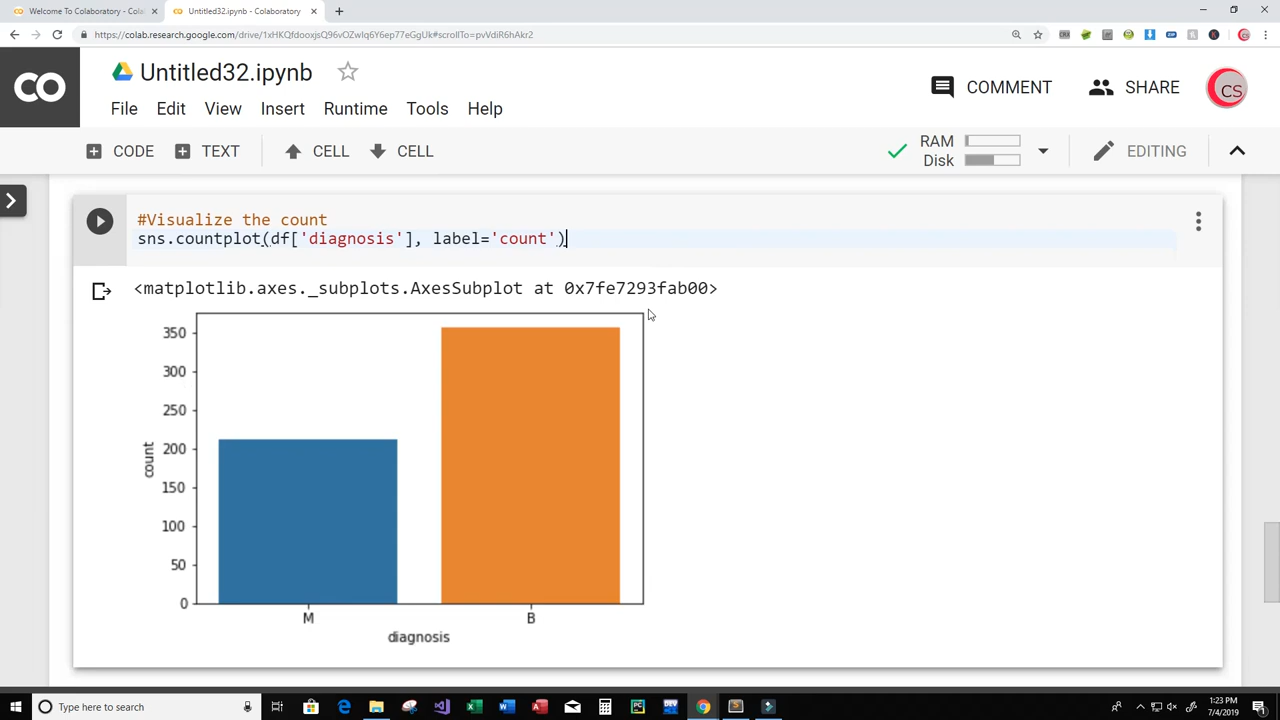 Welcome To Colaboratory - Colal
Untitled32.ipynb - Colaboratory
https://colab.research.google.com/drive/1xHKQfdooxjsQ96vOZwIq6Y6ep77eGgUk#scrollTo=pvVdiR6hAkr2
CO
Untitled32.ipynb
COMMENT
SHARE
CS
File Edit View Insert Runtime Tools Help
CODE TEXT CELL CELL
RAM
Disk
EDITING
#Visualize the count
sns.countplot(df['diagnosis'], label='count')
<matplotlib.axes._subplots.AxesSubplot at 0x7fe7293fab00>
350
300
250
200
150
100
50
0
count
M B
diagnosis
Type here to search
1:23 PM
7/4/2019